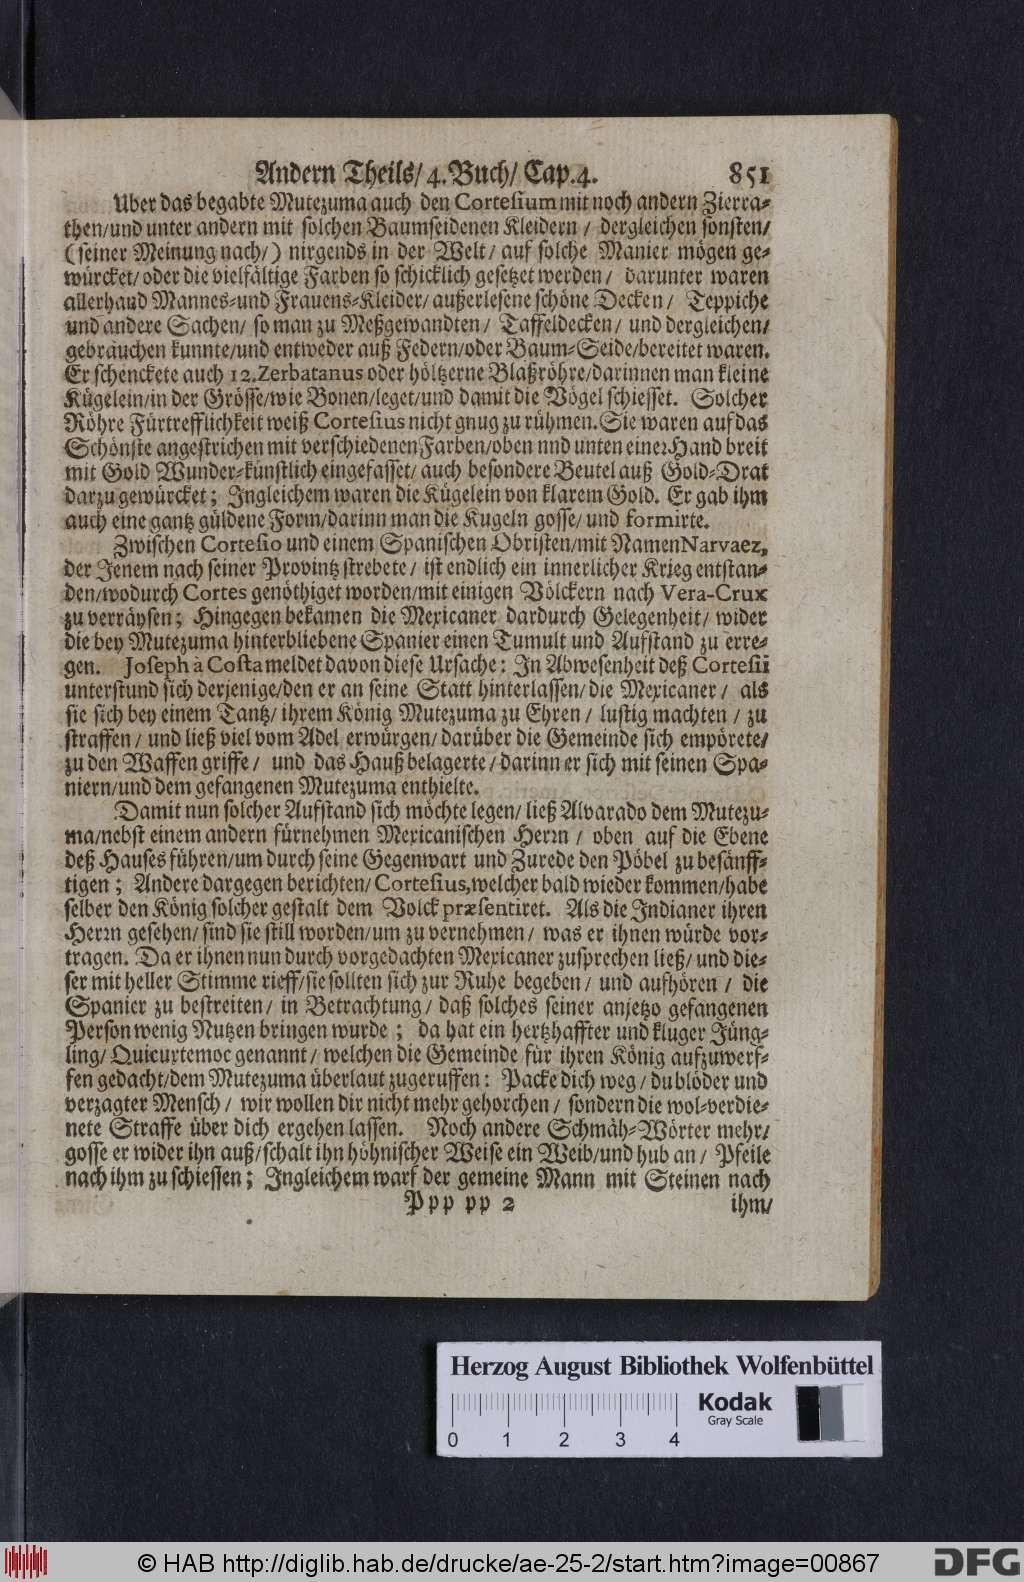 Andern Theils/ 4. Buch/ Cap. 4. 851
Uber das begabte Mutezuma auch den Cortesium mit noch andern Zierra-
then/und unter andern mit solchen Baumseidenen Kleidern / dergleichen sonsten/
(seiner Meinung nach/) nirgends in der Welt/ auf solche Manier mögen ge-
würcket/ oder die vielfältige Farben so schicklich gesetzet werden/ darunter waren
allerhaud Mannes-und Frauens-Kleider/ außerlesene schöne Decken / Teppiche
und andere Sachen/ so man zu Meßgewandten/ Taffeldecken/ und dergleichen/
gebrauchen kunnte/und entweder auß Federn/oder Baum-Seide/bereitet waren.
Er schenckete auch 12. Zerbatanus oder höltzerne Blaßröhre/darinnen man kleine
Kügelein/in der Grösse/wie Bonen/leget/und damit die Vögel schiesset. Solcher
Röhre Fürtrefflichkeit weiß Cortesius nicht gnug zu rühmen. Sie waren auf das
Schönste angestrichen mit verschiedenen Farben/oben nnd unten einer Hand breit
mit Gold Wunder-künstlich eingefasset/ auch besondere Beutel auß Gold-Drat
darzu gewürcket; Ingleichem waren die Kügelein von klarem Gold. Er gab ihm
auch eine gantz güldene Form/darinn man die Kugeln gosse/ und formirte.
Zwischen Cortesio und einem Spanischen Obristen/mit Namen Narvaez,
der Jenem nach seiner Provintz strebete/ ist endlich ein innerlicher Krieg entstan-
den/wodurch Cortes genöthiget worden/mit einigen Völckern nach Vera-Crux
zu verräysen; Hingegen bekamen die Mexicaner dardurch Gelegenheit/ wider
die bey Mutezuma hinterbliebene Spanier einen Tumult und Aufstand zu erre-
gen. Joseph à Costa meldet davon diese Ursache: In Abwesenheit deß Cortesii
unterstund sich derjenige/den er an seine Statt hinterlassen/ die Mexicaner / als
sie sich bey einem Tantz/ ihrem König Mutezuma zu Ehren / lustig machten / zu
straffen / und ließ viel vom Adel erwürgen/ darüber die Gemeinde sich empörete/
zu den Waffen griffe/ und das Hauß belagerte/ darinn er sich mit seinen Spa-
niern/und dem gefangenen Mutezuma enthielte.
Damit nun solcher Aufstand sich möchte legen/ ließ Alvarado dem Mutezu-
ma/nebst einem andern fürnehmen Mexicanischen Herrn / oben auf die Ebene
deß Hauses führen/um durch seine Gegenwart und Zurede den Pöbel zu besänff-
tigen; Andere dargegen berichten/ Cortesius, welcher bald wieder kommen/habe
selber den König solcher gestalt dem Volck præsentiret. Als die Indianer ihren
Herrn gesehen/ sind sie still worden/um zu vernehmen/ was er ihnen würde vor-
tragen. Da er ihnen nun durch vorgedachten Mexicaner zusprechen ließ/ und die-
ser mit heller Stimme rieff/sie sollten sich zur Ruhe begeben/ und aufhören / die
Spanier zu bestreiten/ in Betrachtung/ daß solches seiner anjetzo gefangenen
Person wenig Nutzen bringen wurde; da hat ein hertzhaffter und kluger Jüng-
ling/ Quicuxtemoc genannt/ welchen die Gemeinde für ihren König aufzuwerf-
fen gedacht/dem Mutezuma überlaut zugeruffen: Packe dich weg/ du blöder und
verzagter Mensch/ wir wollen dir nicht mehr gehorchen/ sondern die wol-verdie-
nete Straffe über dich ergehen lassen. Noch andere Schmäh-Wörter mehr/
gosse er wider ihn auß/schalt ihn höhnischer Weise ein Weib/und hub an/ Pfeile
nach ihm zu schiessen; Ingleichem warf der gemeine Mann mit Steinen nach
Ppp pp 2 ihm/
Herzog August Bibliothek Wolfenbüttel
Kodak
Gray Scale
0 1 2 3 4
© HAB http://diglib.hab.de/drucke/ae-25-2/start.htm?image=00867
DFG